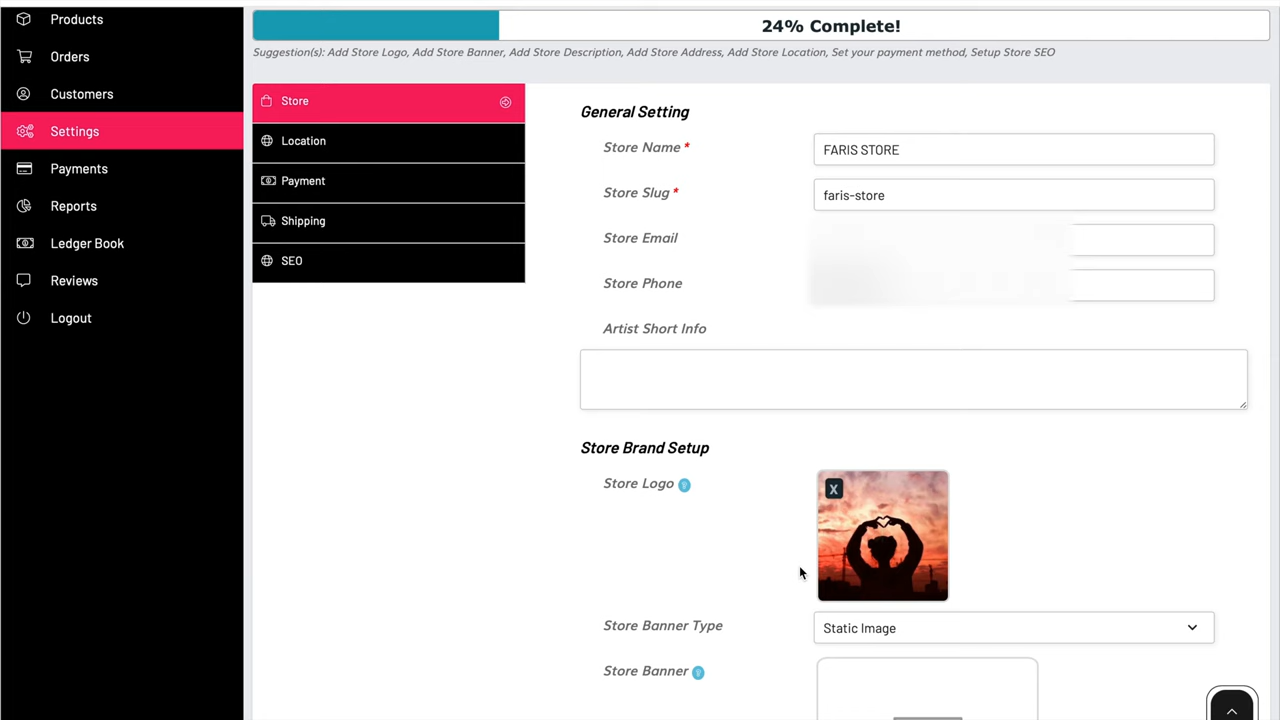 24% Complete!
Suggestion(s): Add Store Logo, Add Store Banner, Add Store Description, Add Store Address, Add Store Location, Set your payment method, Setup Store SEO
Products
Orders
Customers
Settings
Payments
Reports
Ledger Book
Reviews
Logout
Store
Location
Payment
Shipping
SEO
General Setting
Store Name * FARIS STORE
Store Slug * faris-store
Store Email
Store Phone
Artist Short Info
Store Brand Setup
Store Logo
X
Store Banner Type Static Image
Store Banner